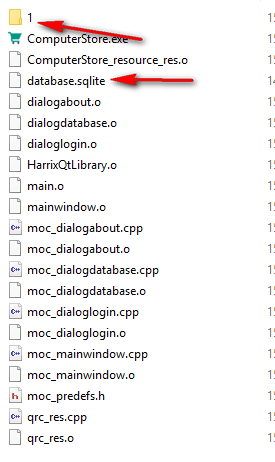 1
ComputerStore.exe
ComputerStore_resource_res.o
database.sqlite
dialogabout.o
dialogdatabase.o
dialoglogin.o
HarrixQtLibrary.o
main.o
mainwindow.o
moc_dialogabout.cpp
moc_dialogabout.o
moc_dialogdatabase.cpp
moc_dialogdatabase.o
moc_dialoglogin.cpp
moc_dialoglogin.o
moc_mainwindow.cpp
moc_mainwindow.o
moc_predefs.h
qrc_res.cpp
qrc_res.o